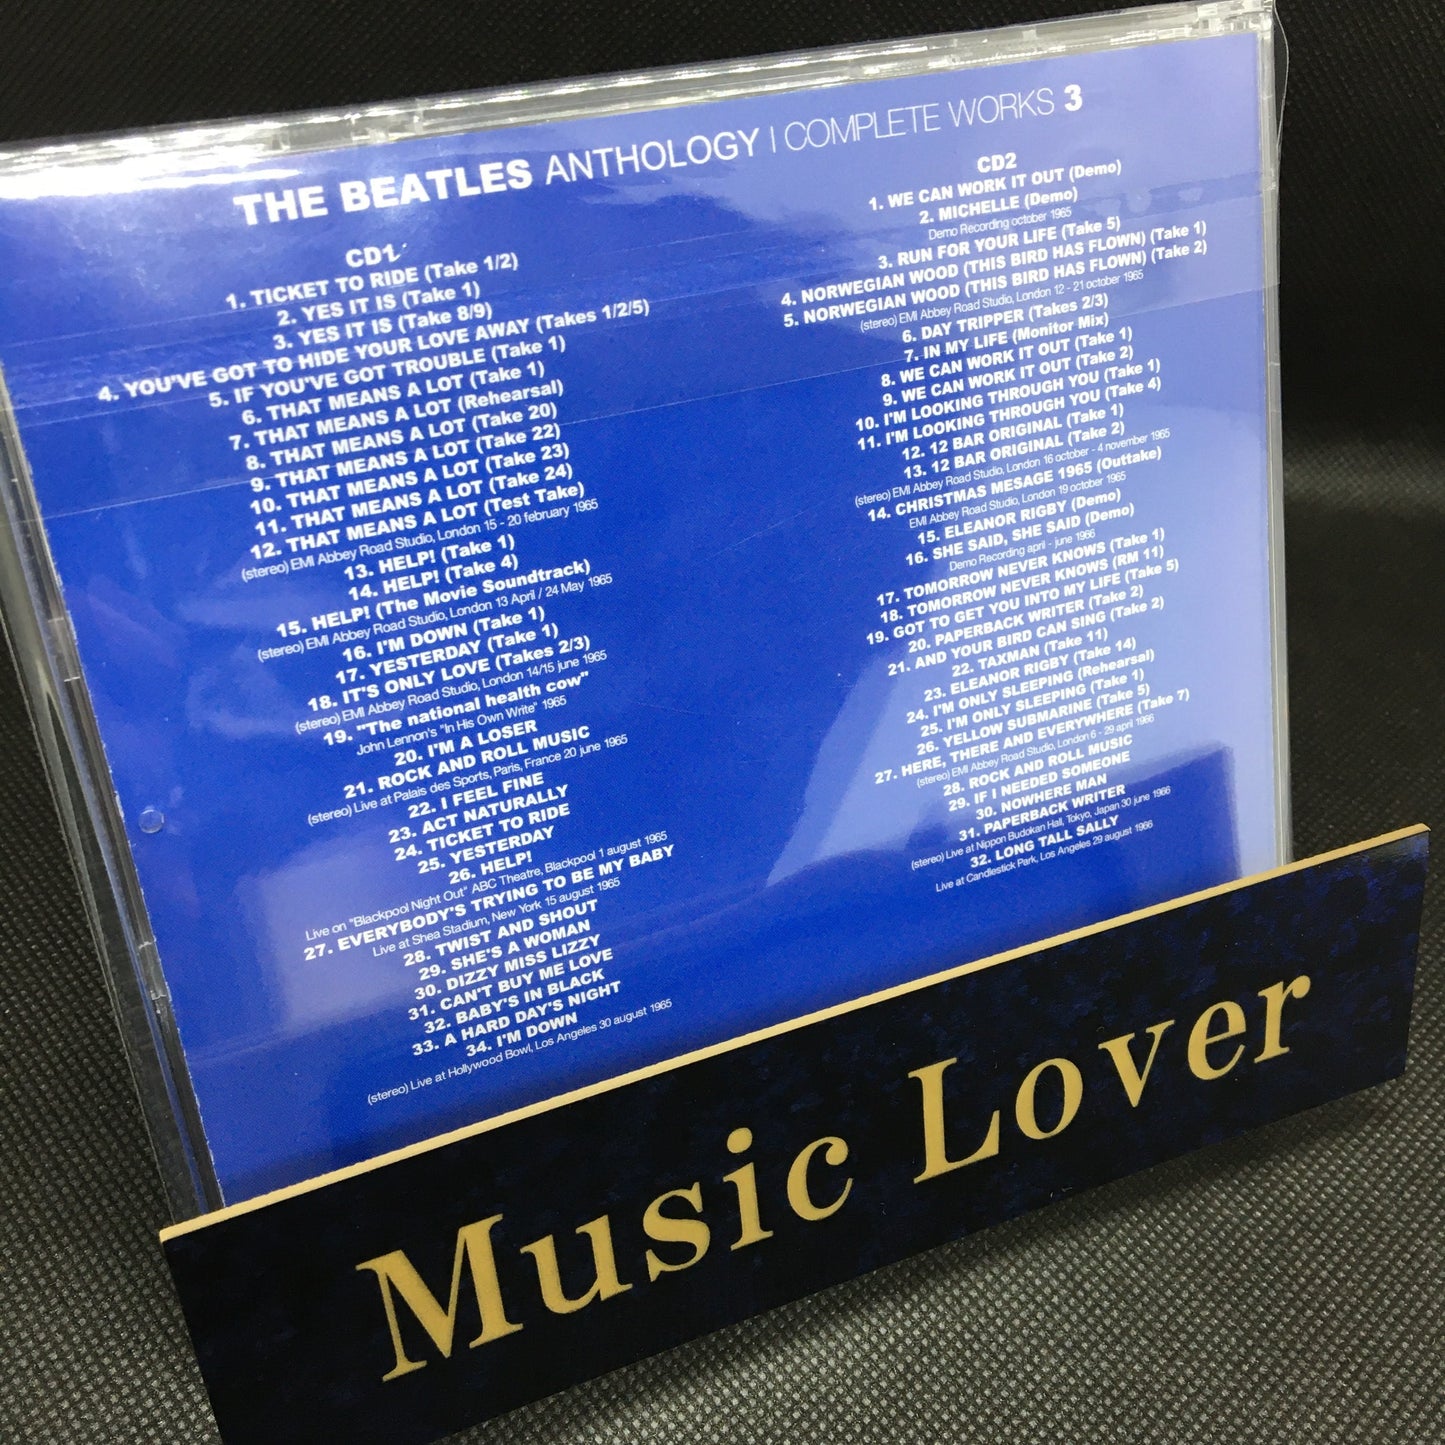 THE BEATLES ANTHOLOGY | COMPLETE WORKS 3
CD1
1. TICKET TO RIDE (Take 1/2)
2. YES IT IS (Take 1)
3. YES IT IS (Take 8/9)
4. YOU'VE GOT TO HIDE YOUR LOVE AWAY (Takes 1/2/5)
5. IF YOU'VE GOT TROUBLE (Take 1)
6. THAT MEANS A LOT (Take 1)
7. THAT MEANS A LOT (Rehearsal)
8. THAT MEANS A LOT (Take 20)
9. THAT MEANS A LOT (Take 22)
10. THAT MEANS A LOT (Take 23)
11. THAT MEANS A LOT (Take 24)
12. THAT MEANS A LOT (Test Take)
(stereo) EMI Abbey Road Studio, London 15 - 20 february 1965
13. HELP! (Take 1)
14. HELP! (Take 4)
15. HELP! (The Movie Soundtrack)
(stereo) EMI Abbey Road Studio, London 13 April / 24 May 1965
16. I'M DOWN (Take 1)
17. YESTERDAY (Take 1)
18. IT'S ONLY LOVE (Takes 2/3)
(stereo) EMI Abbey Road Studio, London 14/15 june 1965
19. "The national health cow"
John Lennon's "In His Own Write" 1965
20. I'M A LOSER
21. ROCK AND ROLL MUSIC
(stereo) Live at Palais des Sports, Paris, France 20 june 1965
22. I FEEL FINE
23. ACT NATURALLY
24. TICKET TO RIDE
25. YESTERDAY
26. HELP!
Live on "Blackpool Night Out" ABC Theatre, Blackpool 1 august 1965
27. EVERYBODY'S TRYING TO BE MY BABY
Live at Shea Stadium, New York 15 august 1965
28. TWIST AND SHOUT
29. SHE'S A WOMAN
30. DIZZY MISS LIZZY
31. CAN'T BUY ME LOVE
32. BABY'S IN BLACK
33. A HARD DAY'S NIGHT
34. I'M DOWN
(stereo) Live at Hollywood Bowl, Los Angeles 30 august 1965
CD2
1. WE CAN WORK IT OUT (Demo)
2. MICHELLE (Demo)
Demo Recording october 1965
3. RUN FOR YOUR LIFE (Take 5)
4. NORWEGIAN WOOD (THIS BIRD HAS FLOWN) (Take 1)
5. NORWEGIAN WOOD (THIS BIRD HAS FLOWN) (Take 2)
(stereo) EMI Abbey Road Studio, London 12 - 21 october 1965
6. DAY TRIPPER (Takes 2/3)
7. IN MY LIFE (Monitor Mix)
8. WE CAN WORK IT OUT (Take 1)
9. WE CAN WORK IT OUT (Take 2)
10. I'M LOOKING THROUGH YOU (Take 1)
11. I'M LOOKING THROUGH YOU (Take 4)
12. 12 BAR ORIGINAL (Take 1)
13. 12 BAR ORIGINAL (Take 2)
(stereo) EMI Abbey Road Studio, London 16 october - 4 november 1965
14. CHRISTMAS MESAGE 1965 (Outtake)
EMI Abbey Road Studio, London 19 october 1965
15. ELEANOR RIGBY (Demo)
16. SHE SAID, SHE SAID (Demo)
Demo Recording april - june 1966
17. TOMORROW NEVER KNOWS (Take 1)
18. TOMORROW NEVER KNOWS (RM 11)
19. GOT TO GET YOU INTO MY LIFE (Take 5)
20. PAPERBACK WRITER (Take 2)
21. AND YOUR BIRD CAN SING (Take 2)
22. TAXMAN (Take 11)
23. ELEANOR RIGBY (Take 14)
24. I'M ONLY SLEEPING (Rehearsal)
25. I'M ONLY SLEEPING (Take 1)
26. YELLOW SUBMARINE (Take 5)
27. HERE, THERE AND EVERYWHERE (Take 7)
(stereo) EMI Abbey Road Studio, London 6 - 29 april 1966
28. ROCK AND ROLL MUSIC
29. IF I NEEDED SOMEONE
30. NOWHERE MAN
31. PAPERBACK WRITER
(stereo) Live at Nippon Budokan Hall, Tokyo, Japan 30 june 1966
32. LONG TALL SALLY
Live at Candlestick Park, Los Angeles 29 august 1966
Music Lover